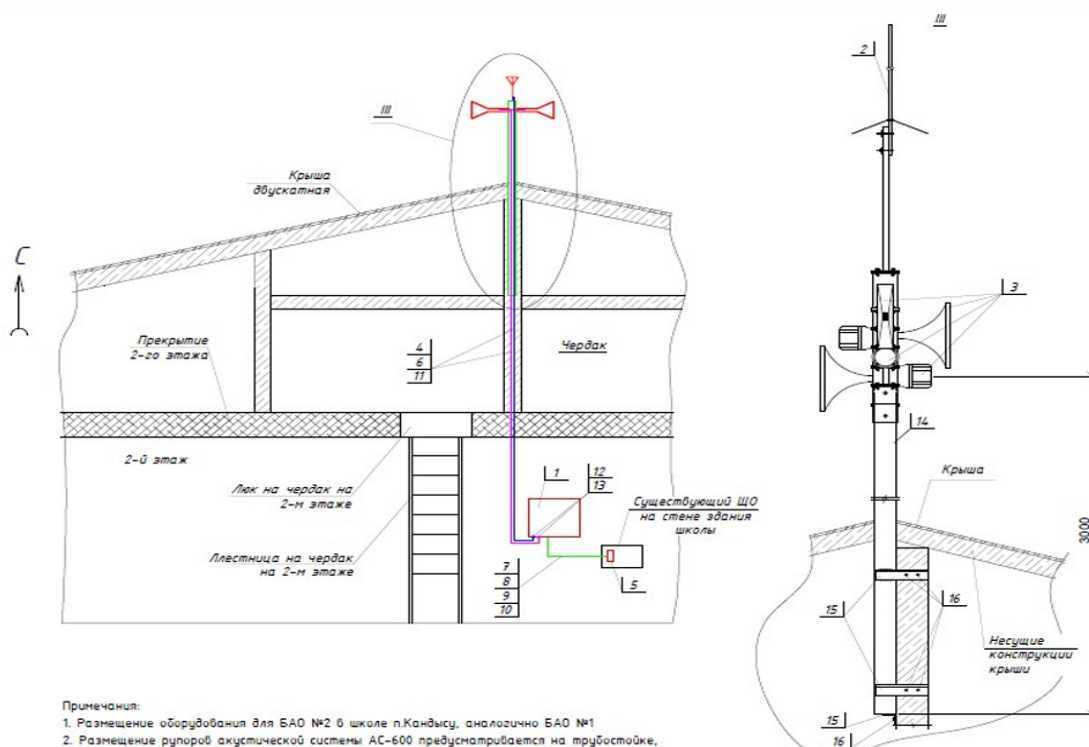 III
2
III
Крыша
двускатная
С
3
Прекрытие
2-го этажа
4
6
11
Чердак
14
2-й этаж
1
12
13
Крыша
Люк на чердак на
2-м этаже
Существующий ЩО
на стене здания
школы
3000
Ллестница на чердак
на 2-м этаже
7
8
9
10
5
15
16
Несущие
конструкции
крыши
15
16
Примечания:
1. Размещение оборудования для БАО №2 в школе п.Кандысу, аналогично БАО №1
2. Размещение рупоров акустической системы АС-600 предусматривается на трубостойке,